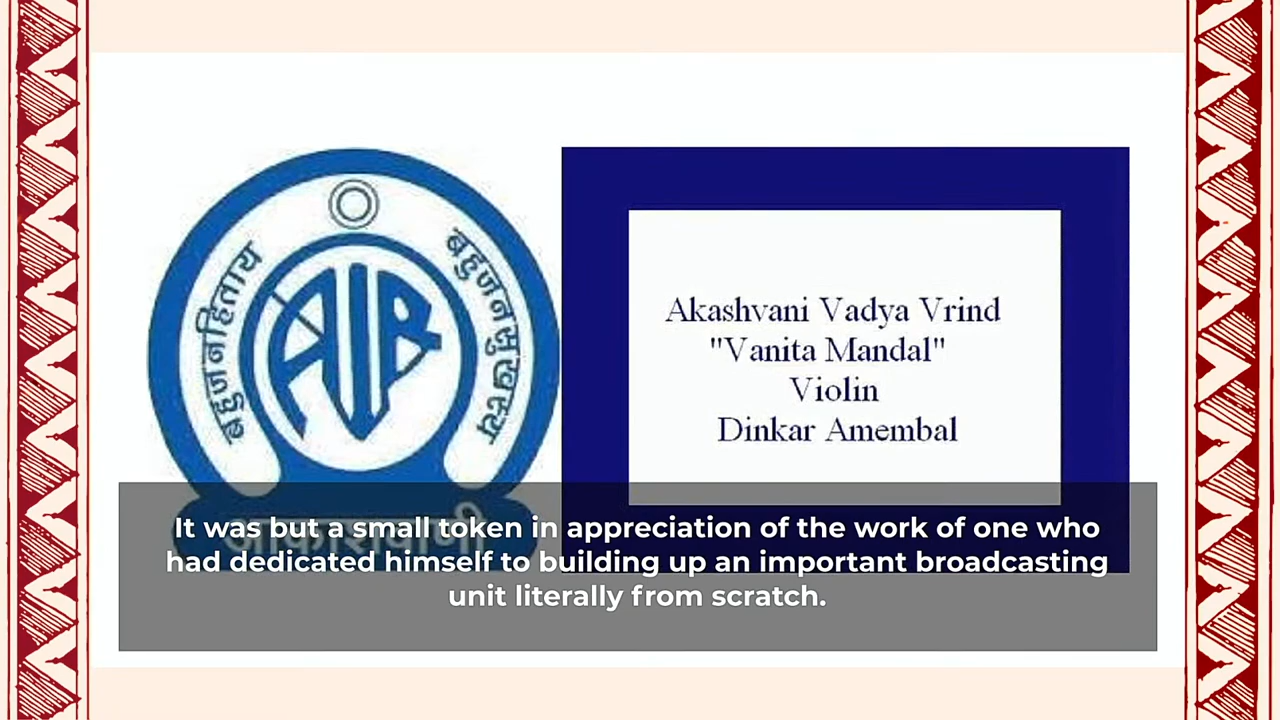 बहुजनहिताय
बहुजनसुखाय
AIR
Akashvani Vadya Vrind
"Vanita Mandal"
Violin
Dinkar Amembal
It was but a small token in appreciation of the work of one who
had dedicated himself to building up an important broadcasting
unit literally from scratch.